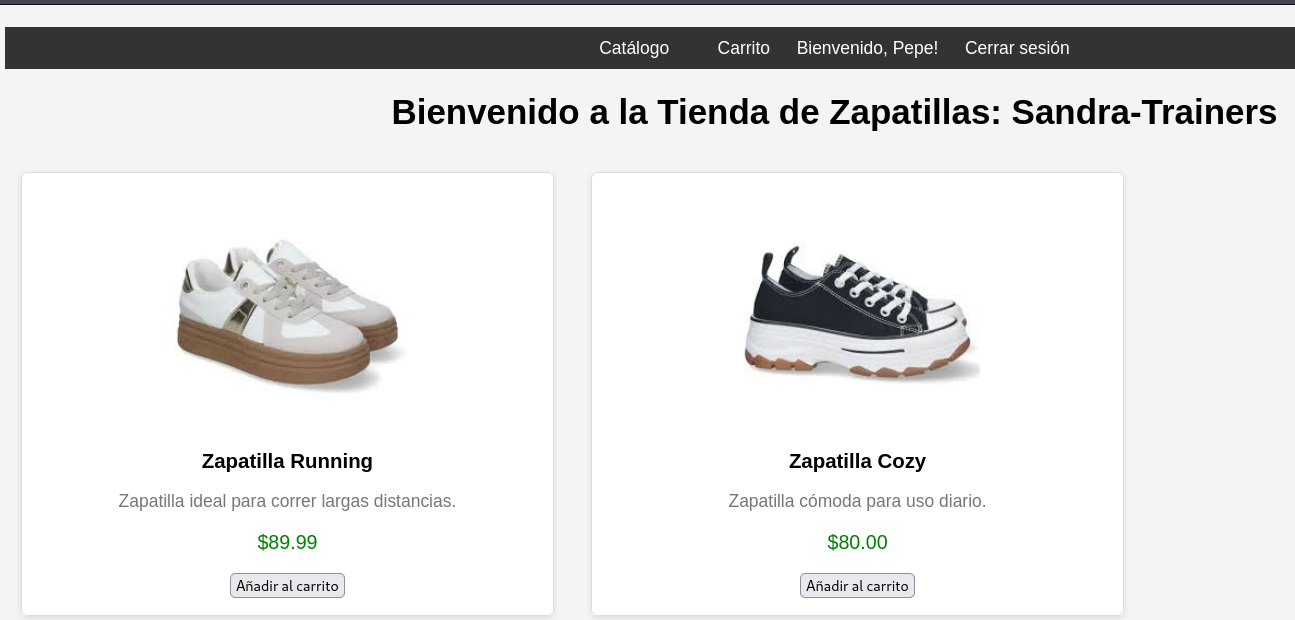 Catálogo Carrito Bienvenido, Pepe! Cerrar sesión
Bienvenido a la Tienda de Zapatillas: Sandra-Trainers
Zapatilla Running
Zapatilla ideal para correr largas distancias.
$89.99
Añadir al carrito
Zapatilla Cozy
Zapatilla cómoda para uso diario.
$80.00
Añadir al carrito